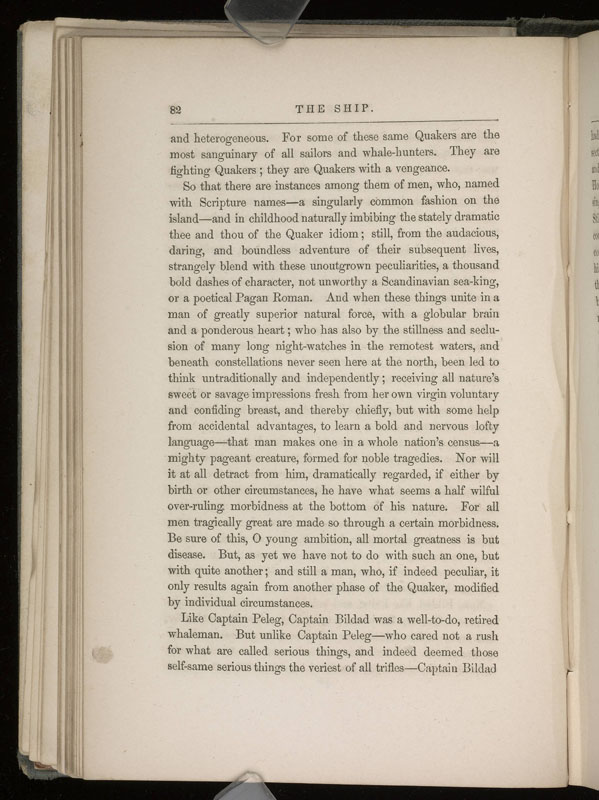 82 THE SHIP.
and heterogeneous. For some of these same Quakers are the
most sanguinary of all sailors and whale-hunters. They are
fighting Quakers; they are Quakers with a vengeance.
So that there are instances among them of men, who, named
with Scripture names—a singularly common fashion on the
island—and in childhood naturally imbibing the stately dramatic
thee and thou of the Quaker idiom; still, from the audacious,
daring, and boundless adventure of their subsequent lives,
strangely blend with these unoutgrown peculiarities, a thousand
bold dashes of character, not unworthy a Scandinavian sea-king,
or a poetical Pagan Roman. And when these things unite in a
man of greatly superior natural force, with a globular brain
and a ponderous heart; who has also by the stillness and seclu-
sion of many long night-watches in the remotest waters, and
beneath constellations never seen here at the north, been led to
think untraditionally and independently; receiving all nature's
sweet or savage impressions fresh from her own virgin voluntary
and confiding breast, and thereby chiefly, but with some help
from accidental advantages, to learn a bold and nervous lofty
language—that man makes one in a whole nation's census—a
mighty pageant creature, formed for noble tragedies. Nor will
it at all detract from him, dramatically regarded, if either by
birth or other circumstances, he have what seems a half wilful
over-ruling morbidness at the bottom of his nature. For all
men tragically great are made so through a certain morbidness.
Be sure of this, O young ambition, all mortal greatness is but
disease. But, as yet we have not to do with such an one, but
with quite another; and still a man, who, if indeed peculiar, it
only results again from another phase of the Quaker, modified
by individual circumstances.
Like Captain Peleg, Captain Bildad was a well-to-do, retired
whaleman. But unlike Captain Peleg—who cared not a rush
for what are called serious things, and indeed deemed those
self-same serious things the veriest of all trifles—Captain Bildad